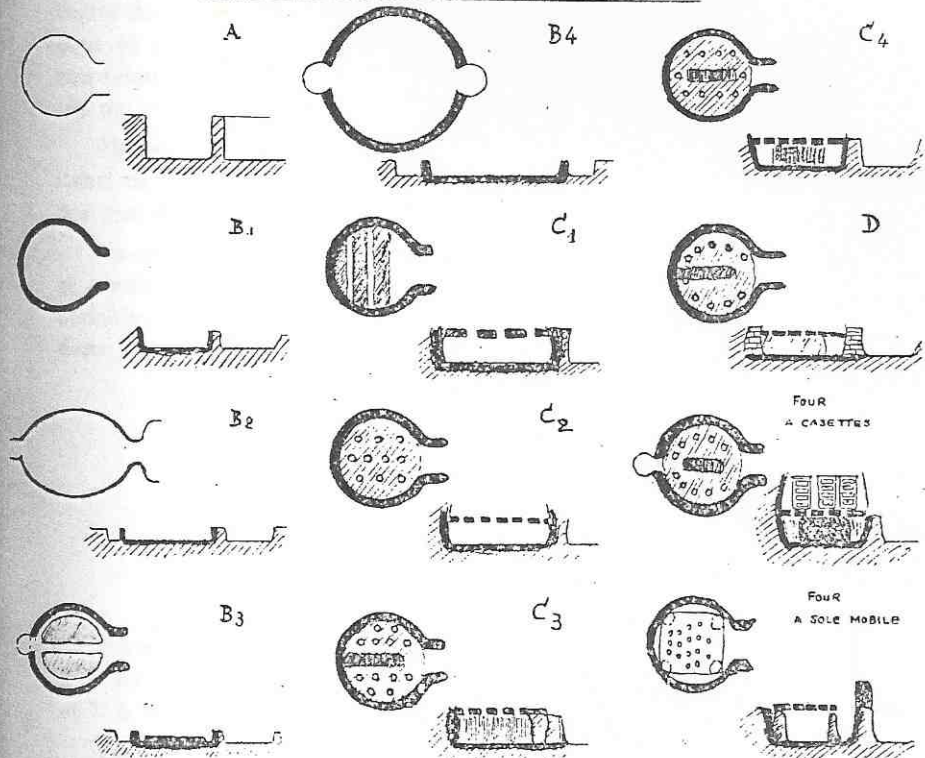 A
B4
C4
B1
C1
D
B2
C2
FOUR
A CASETTES
B3
C3
FOUR
A SOLE MOBILE